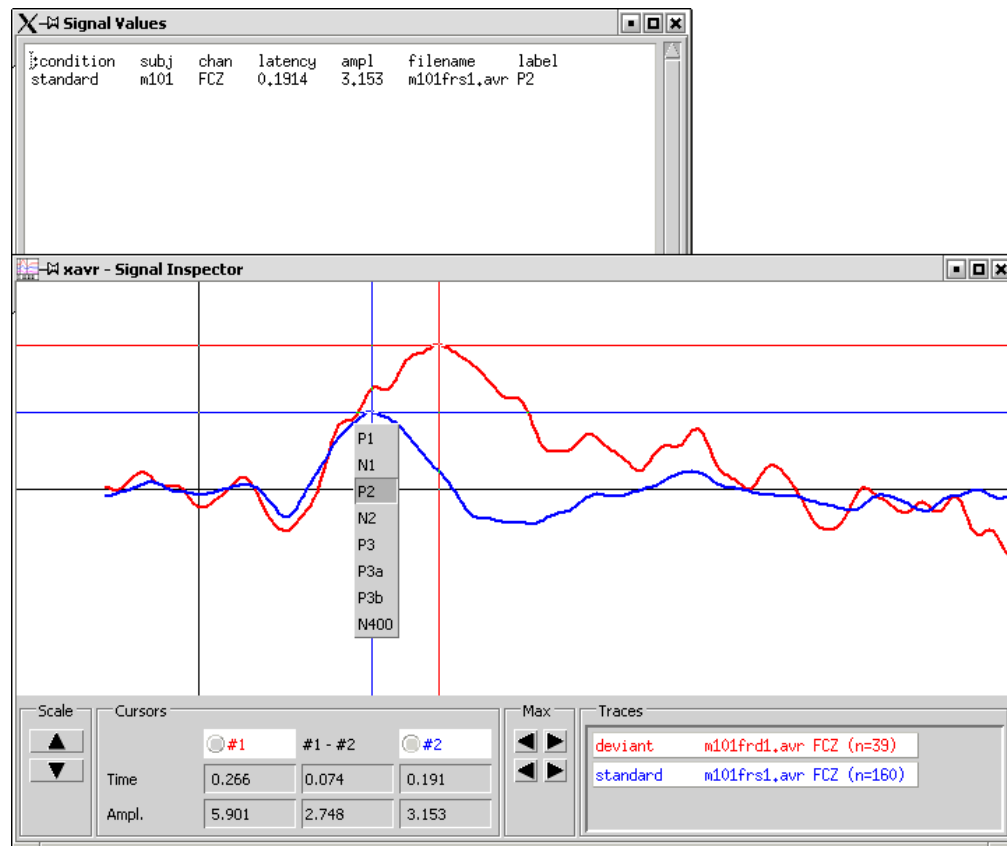 Signal Values
;condition subj chan latency ampl filename label
standard m101 FCZ 0.1914 3.153 m101frs1.avr P2
xavr - Signal Inspector
P1
N1
P2
N2
P3
P3a
P3b
N400
Scale Cursors Max Traces
#1 #1 - #2 #2
deviant m101frd1.avr FCZ (n=39)
standard m101frs1.avr FCZ (n=160)
Time 0.266 0.074 0.191
Ampl. 5.901 2.748 3.153